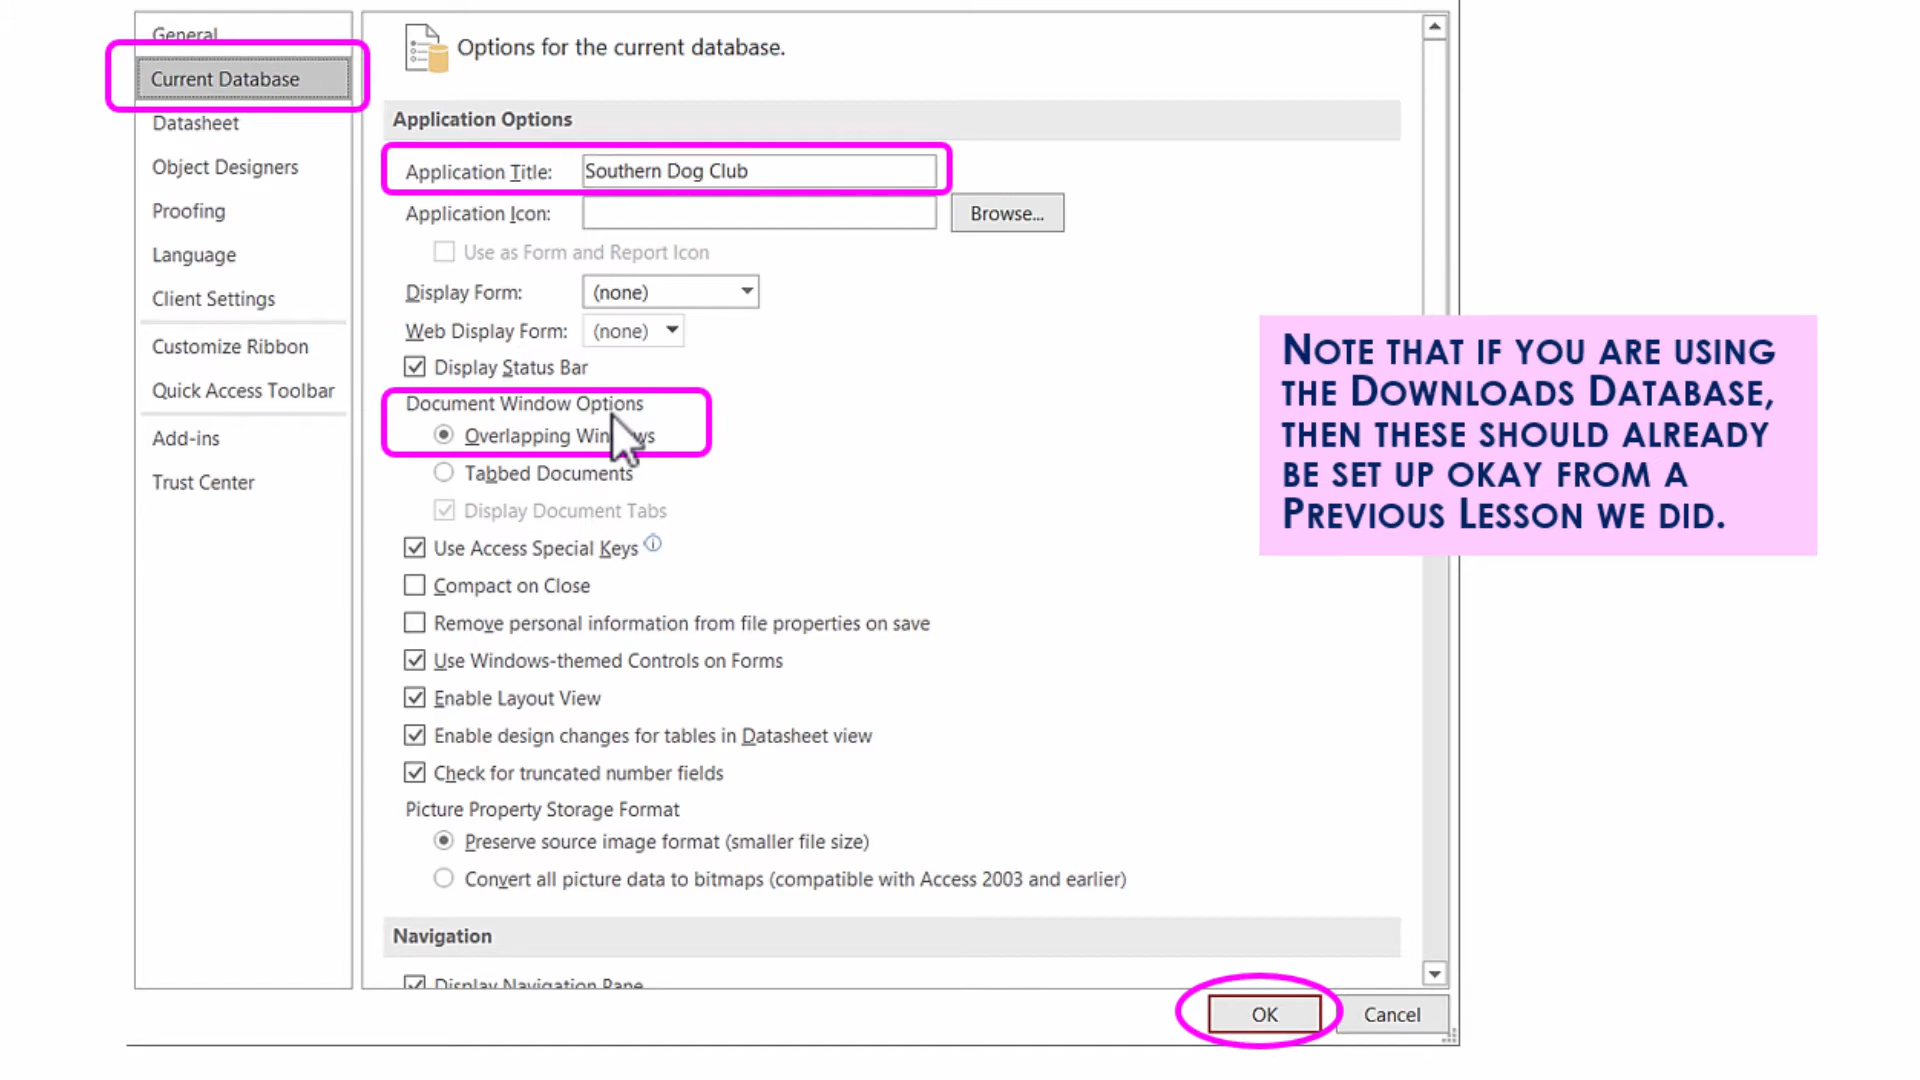 General
Current Database
Datasheet
Object Designers
Proofing
Language
Client Settings
Customize Ribbon
Quick Access Toolbar
Add-ins
Trust Center
Options for the current database.
Application Options
Application Title: Southern Dog Club
Application Icon: Browse...
Use as Form and Report Icon
Display Form: (none)
Web Display Form: (none)
Display Status Bar
Document Window Options
Overlapping Windows
Tabbed Documents
Display Document Tabs
Use Access Special Keys
Compact on Close
Remove personal information from file properties on save
Use Windows-themed Controls on Forms
Enable Layout View
Enable design changes for tables in Datasheet view
Check for truncated number fields
Picture Property Storage Format
Preserve source image format (smaller file size)
Convert all picture data to bitmaps (compatible with Access 2003 and earlier)
Navigation
Display Navigation Pane
OK Cancel
NOTE THAT IF YOU ARE USING
THE DOWNLOADS DATABASE,
THEN THESE SHOULD ALREADY
BE SET UP OKAY FROM A
PREVIOUS LESSON WE DID.